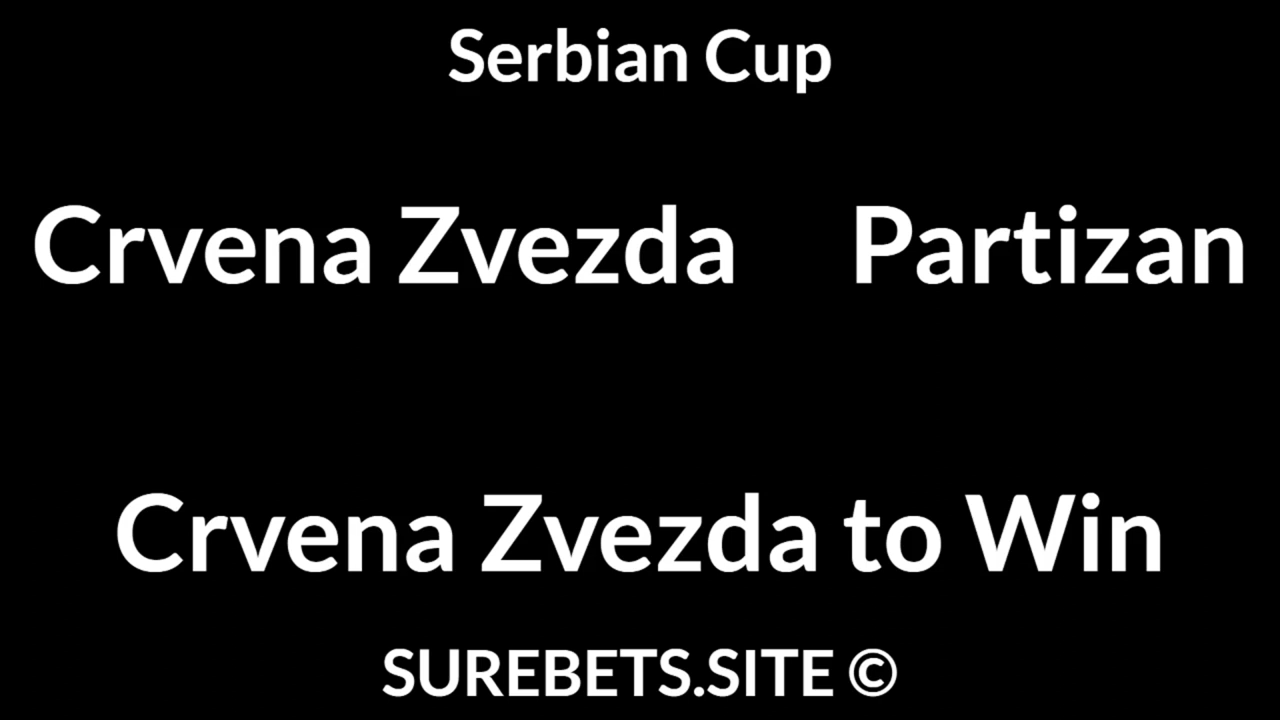 Serbian Cup
Crvena Zvezda Partizan
Crvena Zvezda to Win
SUREBETS.SITE ©